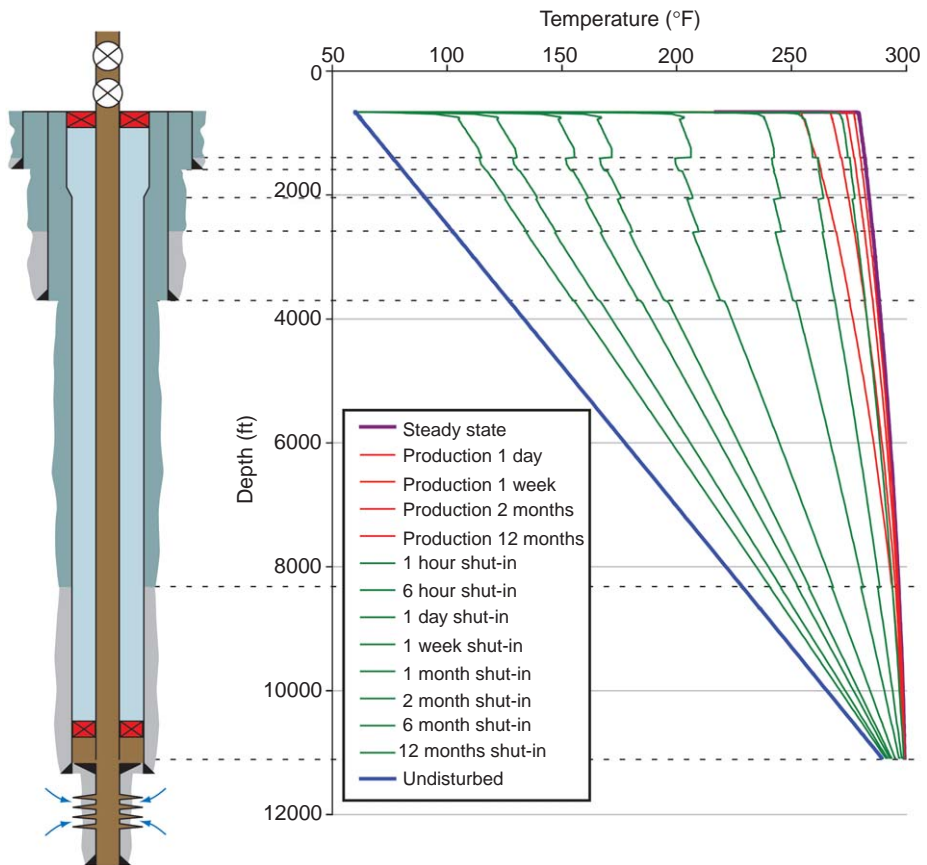 Temperature (°F)
50 100 150 200 250 300
0
2000
4000
6000
8000
10000
12000
Depth (ft)
Steady state
Production 1 day
Production 1 week
Production 2 months
Production 12 months
1 hour shut-in
6 hour shut-in
1 day shut-in
1 week shut-in
1 month shut-in
2 month shut-in
6 month shut-in
12 months shut-in
Undisturbed